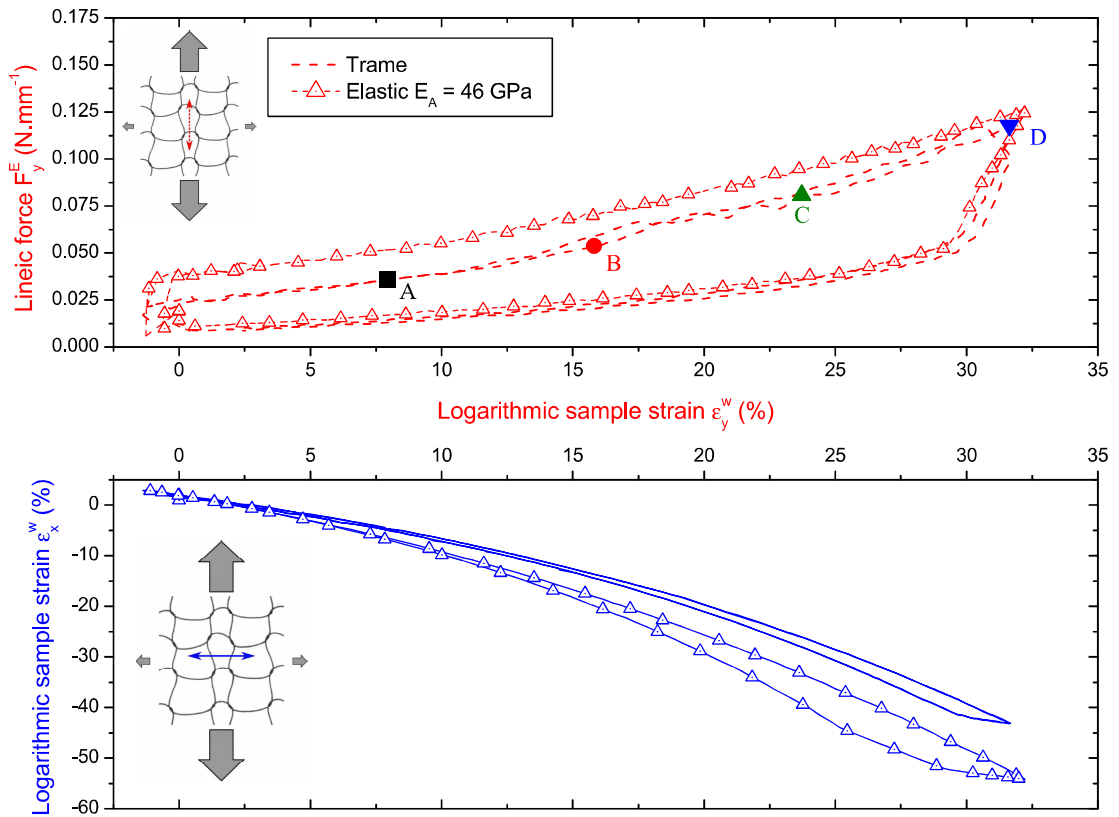 0.175
0.150
0.125
0.100
0.075
0.050
0.025
0.000
Lineic force F_y^E (N.mm⁻¹)
Trame
Elastic E_A = 46 GPa
A
B
C
D
0 5 10 15 20 25 30 35
Logarithmic sample strain ε_y^w (%)
0 5 10 15 20 25 30 35
0
-10
-20
-30
-40
-50
-60
Logarithmic sample strain ε_x^w (%)